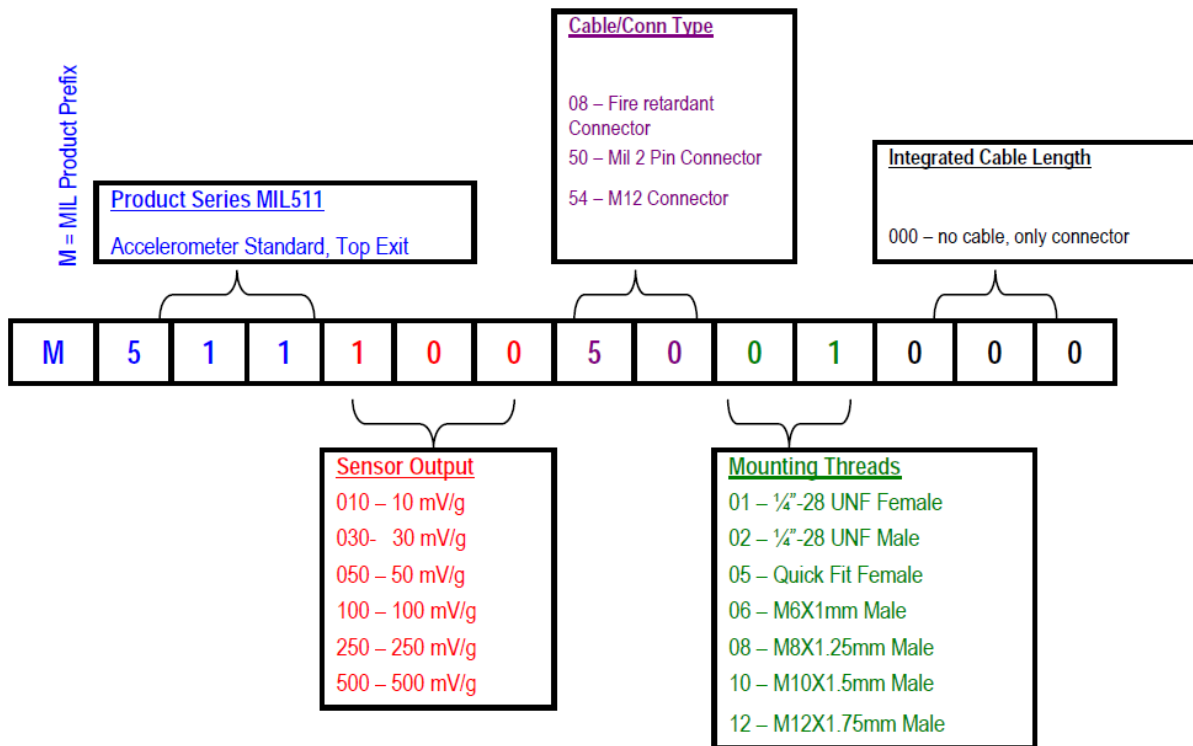 M = MIL Product Prefix
Product Series MIL511
Accelerometer Standard, Top Exit
Cable/Conn Type
08 – Fire retardant
Connector
50 – Mil 2 Pin Connector
54 – M12 Connector
Integrated Cable Length
000 – no cable, only connector
M 5 1 1 1 0 0 5 0 0 1 0 0 0
Sensor Output
010 – 10 mV/g
030- 30 mV/g
050 – 50 mV/g
100 – 100 mV/g
250 – 250 mV/g
500 – 500 mV/g
Mounting Threads
01 – ¼”-28 UNF Female
02 – ¼”-28 UNF Male
05 – Quick Fit Female
06 – M6X1mm Male
08 – M8X1.25mm Male
10 – M10X1.5mm Male
12 – M12X1.75mm Male